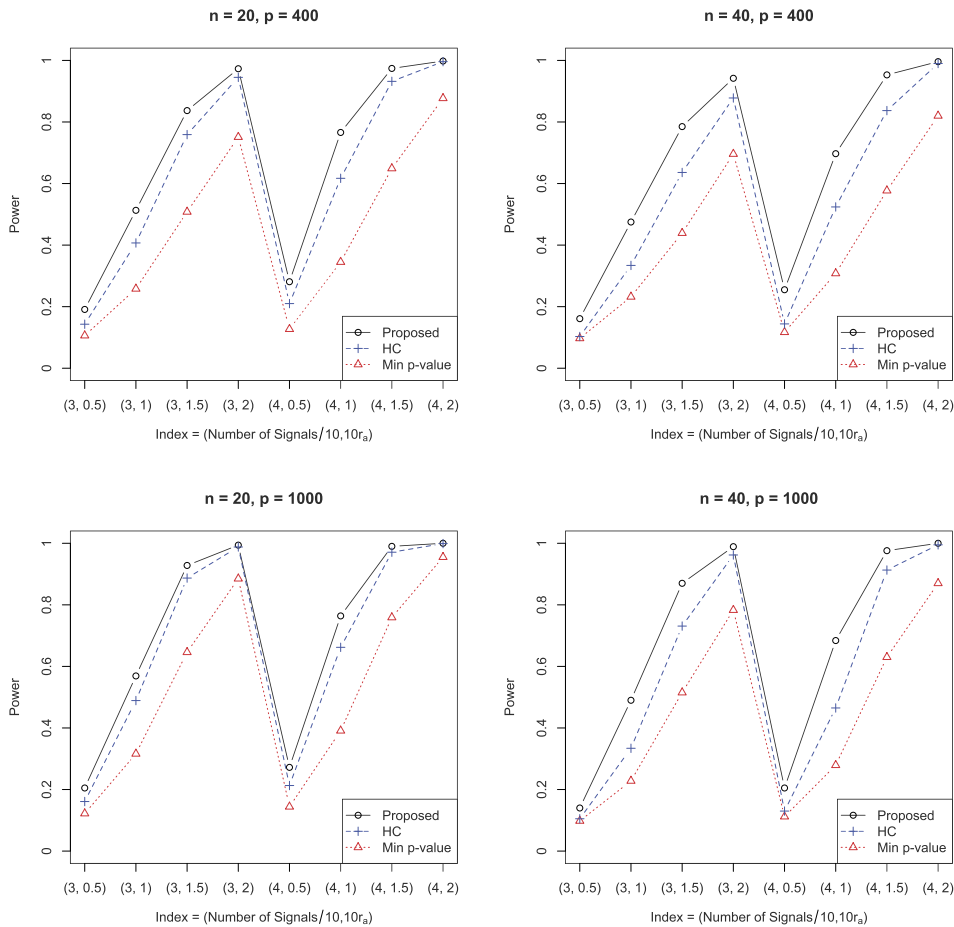 n = 20, p = 400
Power
1
0.8
0.6
0.4
0.2
0
Proposed
HC
Min p-value
(3, 0.5) (3, 1) (3, 1.5) (3, 2) (4, 0.5) (4, 1) (4, 1.5) (4, 2)
Index = (Number of Signals/10,10rₐ)
n = 40, p = 400
Power
1
0.8
0.6
0.4
0.2
0
Proposed
HC
Min p-value
(3, 0.5) (3, 1) (3, 1.5) (3, 2) (4, 0.5) (4, 1) (4, 1.5) (4, 2)
Index = (Number of Signals/10,10rₐ)
n = 20, p = 1000
Power
1
0.8
0.6
0.4
0.2
0
Proposed
HC
Min p-value
(3, 0.5) (3, 1) (3, 1.5) (3, 2) (4, 0.5) (4, 1) (4, 1.5) (4, 2)
Index = (Number of Signals/10,10rₐ)
n = 40, p = 1000
Power
1
0.8
0.6
0.4
0.2
0
Proposed
HC
Min p-value
(3, 0.5) (3, 1) (3, 1.5) (3, 2) (4, 0.5) (4, 1) (4, 1.5) (4, 2)
Index = (Number of Signals/10,10rₐ)